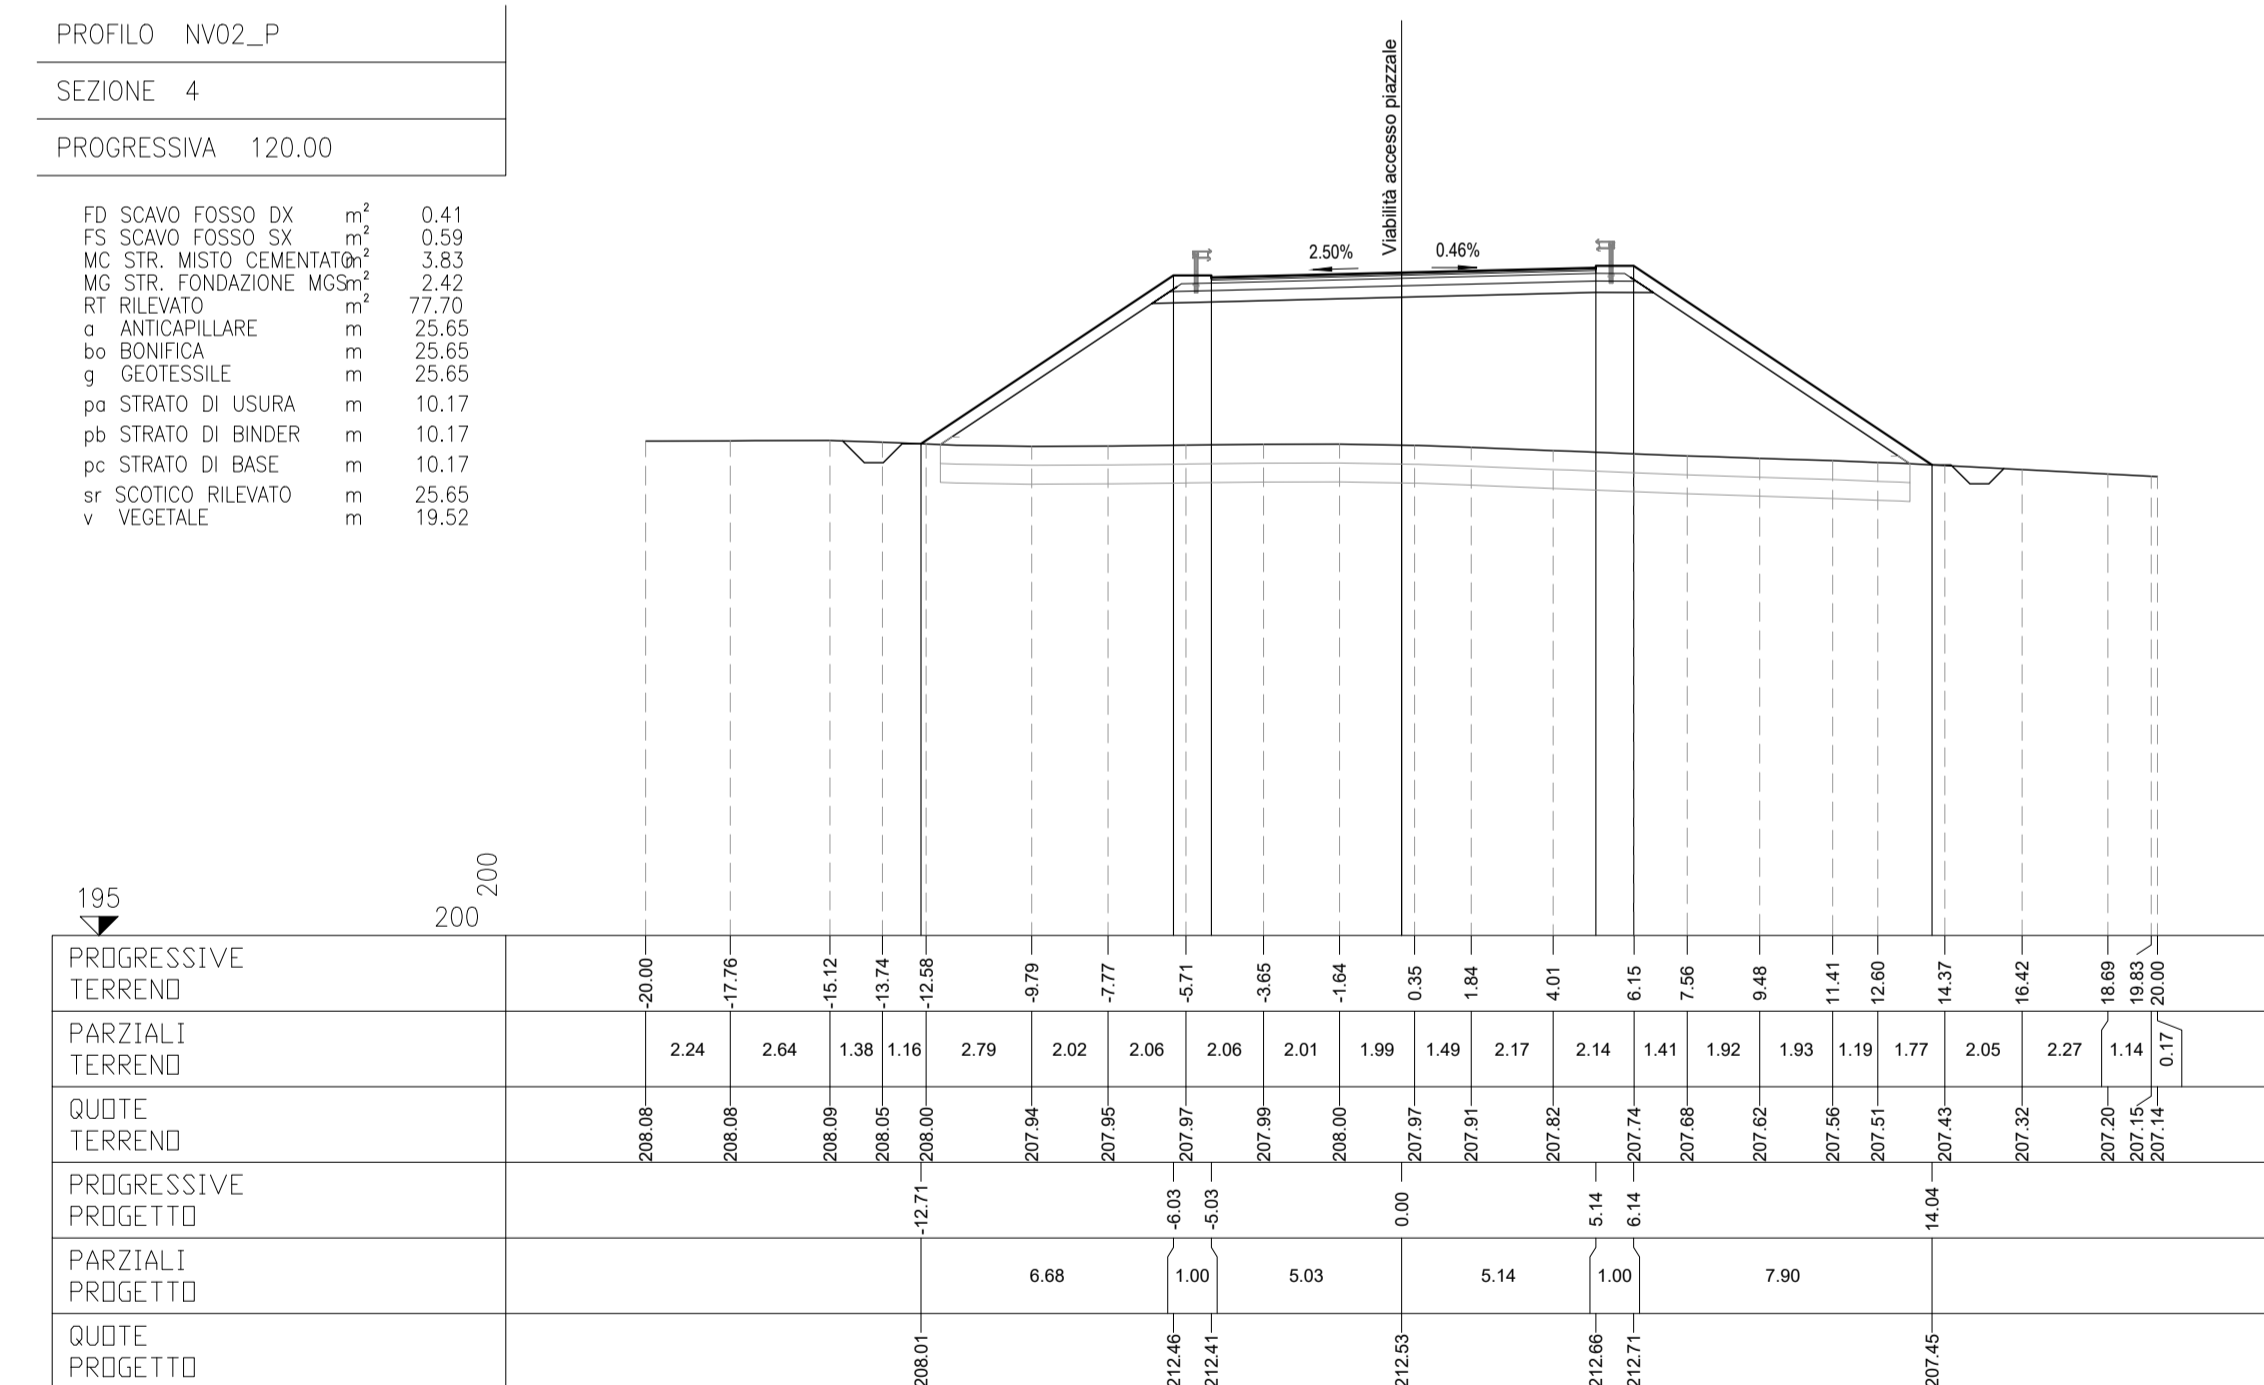 PROFILO NV02_P
SEZIONE 4
PROGRESSIVA 120.00
FD SCAVO FOSSO DX m² 0.41
FS SCAVO FOSSO SX m² 0.59
MC STR. MISTO CEMENTATO m² 3.83
MG STR. FONDAZIONE MGS m² 2.42
RT RILEVATO m² 77.70
a ANTICAPILLARE m 25.65
bo BONIFICA m 25.65
g GEOTESSILE m 25.65
pa STRATO DI USURA m 10.17
pb STRATO DI BINDER m 10.17
pc STRATO DI BASE m 10.17
sr SCOTICO RILEVATO m 25.65
v VEGETALE m 19.52
Viabilità accesso piazzale
2.50% 0.46%
195
200
200
PROGRESSIVE
TERRENO
-20.00 -17.76 -15.12 -13.74 -12.58 -9.79 -7.77 -5.71 -3.65 -1.64 0.35 1.84 4.01 6.15 7.56 9.48 11.41 12.60 14.37 16.42 18.69 19.83 20.00
PARZIALI
TERRENO
2.24 2.64 1.38 1.16 2.79 2.02 2.06 2.06 2.01 1.99 1.49 2.17 2.14 1.41 1.92 1.93 1.19 1.77 2.05 2.27 1.14 0.17
QUOTE
TERRENO
208.08 208.08 208.09 208.05 208.00 207.94 207.95 207.97 207.99 208.00 207.97 207.91 207.82 207.74 207.68 207.62 207.56 207.51 207.43 207.32 207.20 207.15 207.14
PROGRESSIVE
PROGETTO
-12.71 -6.03 -5.03 0.00 5.14 6.14 14.04
PARZIALI
PROGETTO
6.68 1.00 5.03 5.14 1.00 7.90
QUOTE
PROGETTO
208.01 212.46 212.41 212.53 212.66 212.71 207.45